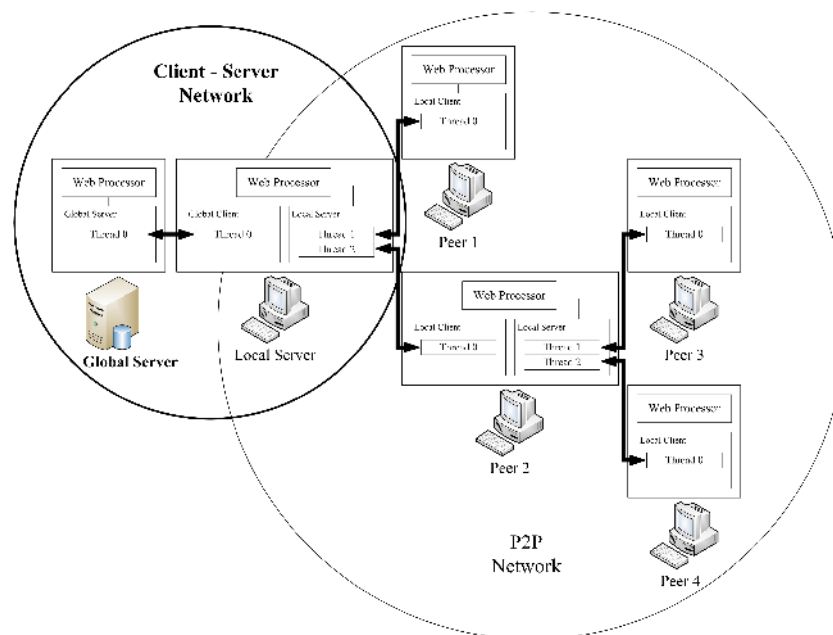 Client - Server
Network
Web Processor
Global Server
Thread 0
Global Server
Web Processor
Global Client
Thread 0
Local Server
Thread 1
Thread 2
Local Server
Web Processor
Local Client
Thread 0
Peer 1
Web Processor
Local Client
Thread 0
Local Server
Thread 1
Thread 2
Peer 2
Web Processor
Local Client
Thread 0
Peer 3
Web Processor
Local Client
Thread 0
Peer 4
P2P
Network